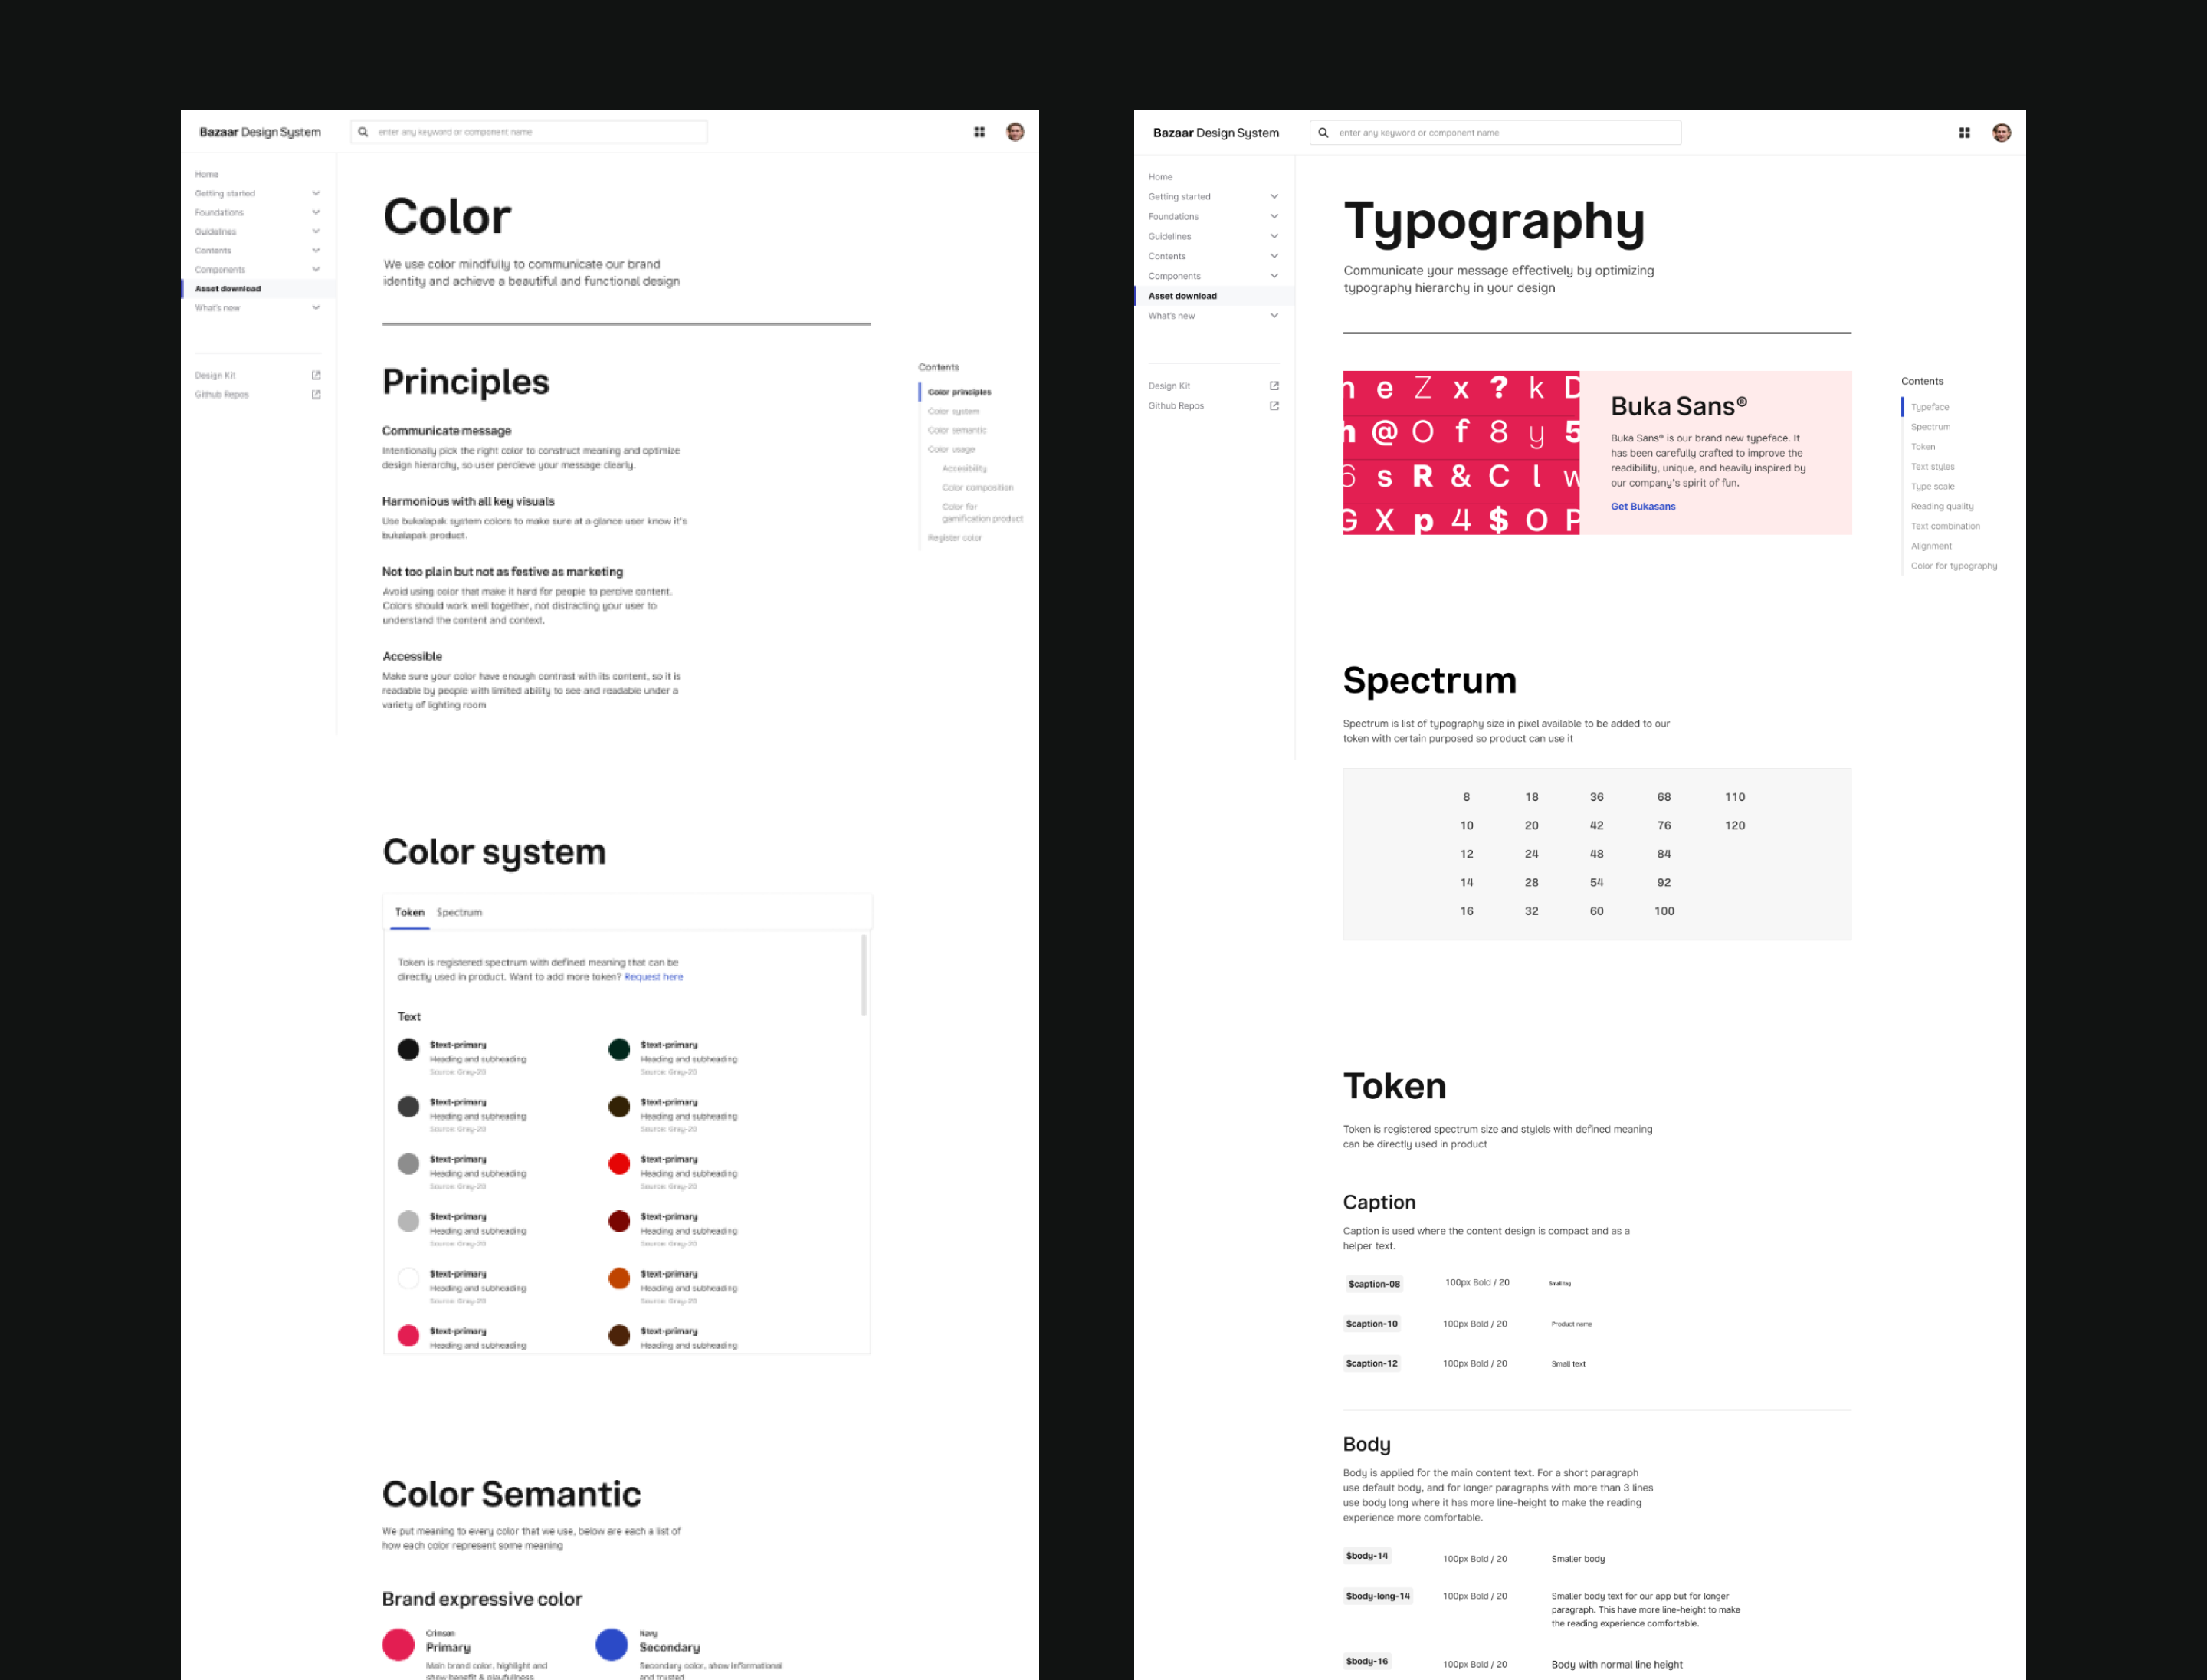 Bazaar Design System
enter any keyword or component name
Home
Getting started
Foundations
Guidelines
Contents
Components
Asset download
What's new
Design Kit
Github Repos
Color
We use color mindfully to communicate our brand
identity and achieve a beautiful and functional design
Principles
Communicate message
Intentionally pick the right color to construct meaning and optimize
design hierarchy, so user percieve your message clearly.
Harmonious with all key visuals
Use bukalapak system colors to make sure at a glance user know it's
bukalapak product.
Not too plain but not as festive as marketing
Avoid using color that make it hard for people to percive content.
Colors should work well together, not distracting your user to
understand the content and context.
Accessible
Make sure your color have enough contrast with its content, so it is
readable by people with limited ability to see and readable under a
variety of lighting room
Contents
Color principles
Color system
Color semantic
Color usage
Accesibility
Color composition
Color for
gamification product
Register color
Color system
Token Spectrum
Token is registered spectrum with defined meaning that can be
directly used in product. Want to add more token? Request here
Text
$text-primary
Heading and subheading
Source: Gray-20
$text-primary
Heading and subheading
Source: Gray-20
$text-primary
Heading and subheading
Source: Gray-20
$text-primary
Heading and subheading
Source: Gray-20
$text-primary
Heading and subheading
Source: Gray-20
$text-primary
Heading and subheading
Source: Gray-20
$text-primary
Heading and subheading
Source: Gray-20
$text-primary
Heading and subheading
Source: Gray-20
$text-primary
Heading and subheading
Source: Gray-20
$text-primary
Heading and subheading
Source: Gray-20
$text-primary
Heading and subheading
$text-primary
Heading and subheading
Color Semantic
We put meaning to every color that we use, below are each a list of
how each color represent some meaning
Brand expressive color
Crimson
Primary
Main brand color, highlight and
show benefit & playfulness
Navy
Secondary
Secondary color, show informational
and trusted
Bazaar Design System
enter any keyword or component name
Home
Getting started
Foundations
Guidelines
Contents
Components
Asset download
What's new
Design Kit
Github Repos
Typography
Communicate your message effectively by optimizing
typography hierarchy in your design
h e Z x ? k D
h @ O f 8 y 5
6 s R & C l w
G X p 4 $ O P
Buka Sans®
Buka Sans® is our brand new typeface. It
has been carefully crafted to improve the
readibility, unique, and heavily inspired by
our company's spirit of fun.
Get Bukasans
Contents
Typeface
Spectrum
Token
Text styles
Type scale
Reading quality
Text combination
Alignment
Color for typography
Spectrum
Spectrum is list of typography size in pixel available to be added to our
token with certain purposed so product can use it
8 18 36 68 110
10 20 42 76 120
12 24 48 84
14 28 54 92
16 32 60 100
Token
Token is registered spectrum size and stylels with defined meaning
can be directly used in product
Caption
Caption is used where the content design is compact and as a
helper text.
$caption-08 100px Bold / 20 Small tag
$caption-10 100px Bold / 20 Product name
$caption-12 100px Bold / 20 Small text
Body
Body is applied for the main content text. For a short paragraph
use default body, and for longer paragraphs with more than 3 lines
use body long where it has more line-height to make the reading
experience more comfortable.
$body-14 100px Bold / 20 Smaller body
$body-long-14 100px Bold / 20 Smaller body text for our app but for longer
paragraph. This have more line-height to make
the reading experience comfortable.
$body-16 100px Bold / 20 Body with normal line height